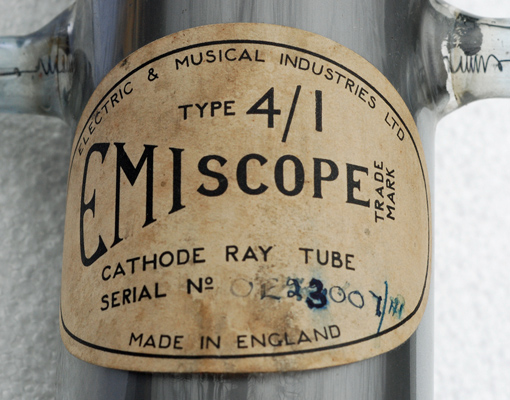 ELECTRIC & MUSICAL INDUSTRIES LTD
TYPE 4/1
EMISCOPE TRADE MARK
CATHODE RAY TUBE
SERIAL Nº
MADE IN ENGLAND